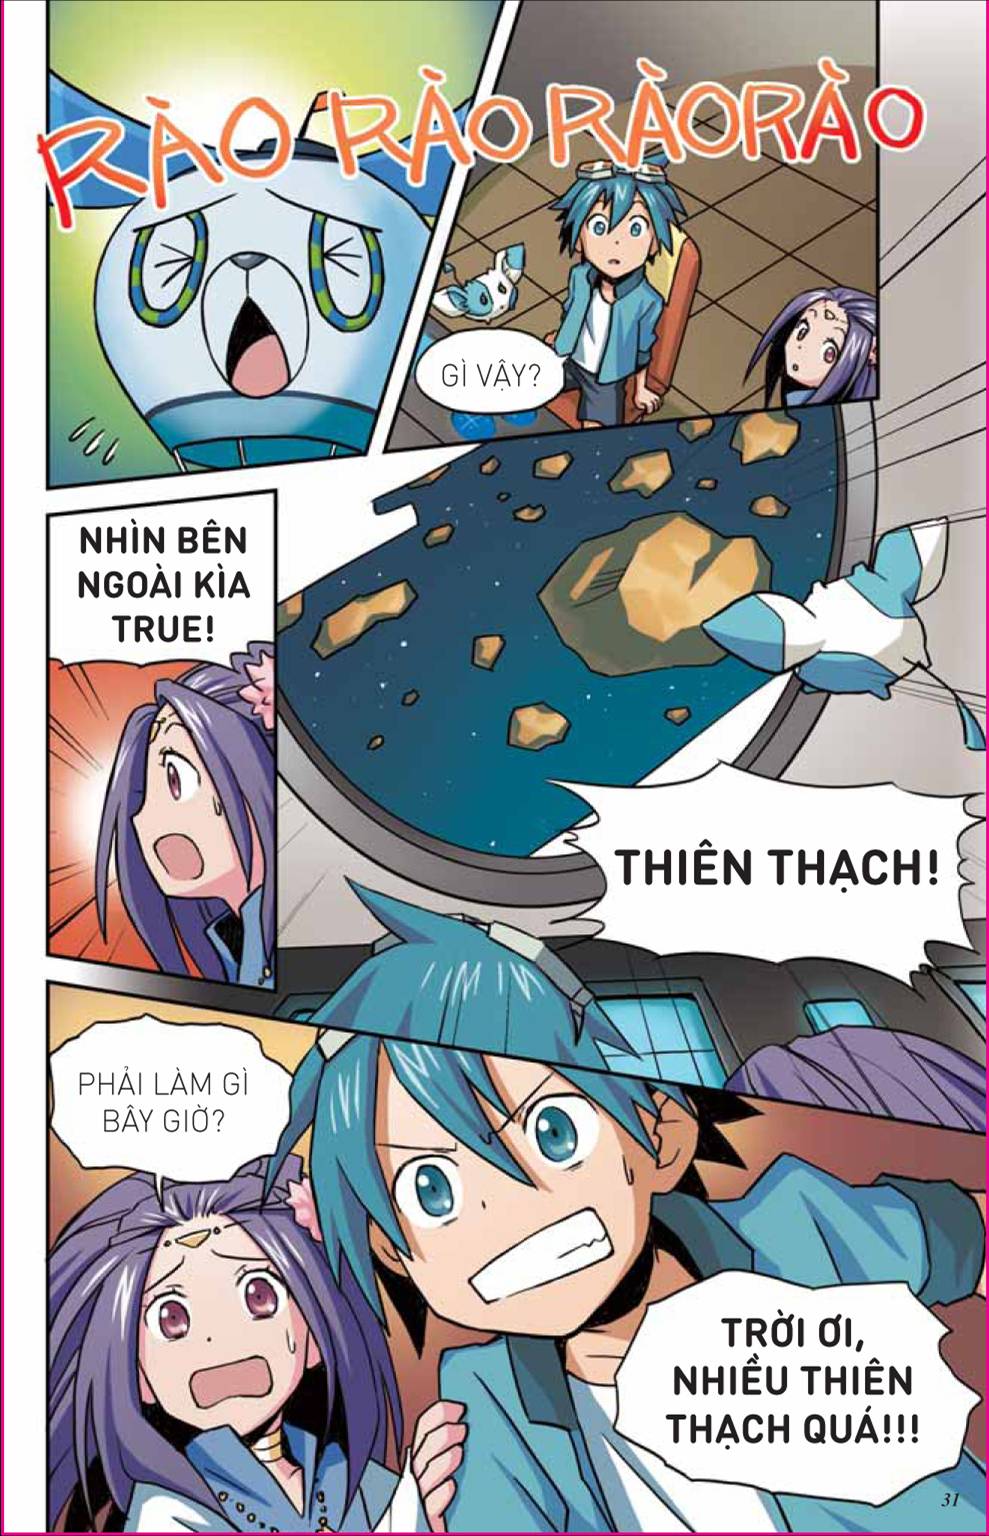 RÀO RÀO RÀORÀO
GÌ VẬY?
NHÌN BÊN
NGOÀI KÌA
TRUE!
THIÊN THẠCH!
PHẢI LÀM GÌ
BÂY GIỜ?
TRỜI ƠI,
NHIỀU THIÊN
THẠCH QUÁ!!!
31